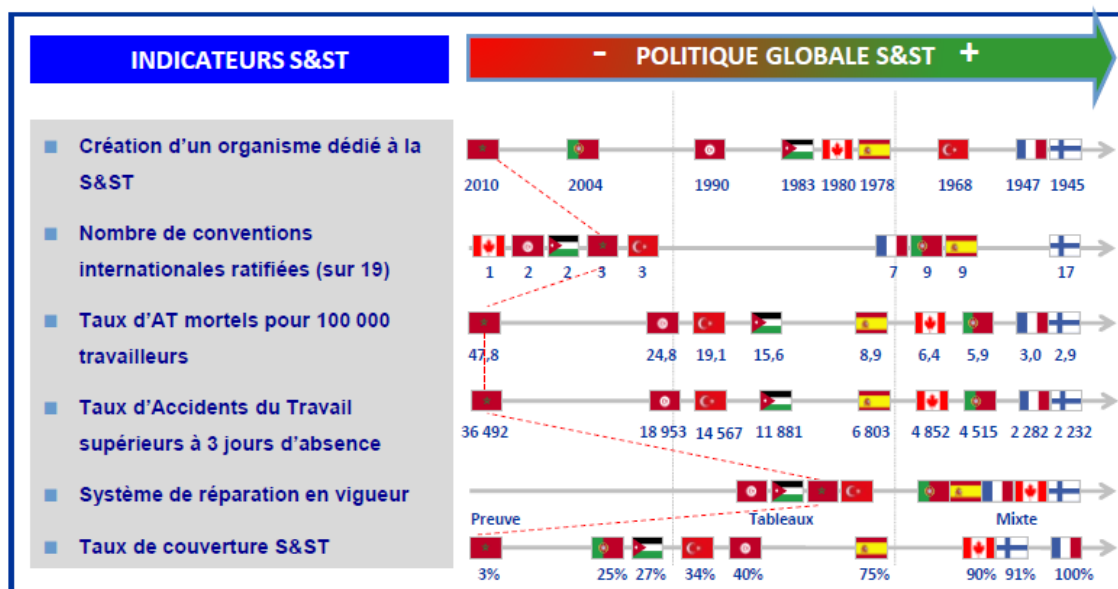 INDICATEURS S&ST
- POLITIQUE GLOBALE S&ST +
Création d'un organisme dédié à la
S&ST
2010 2004 1990 1983 1980 1978 1968 1947 1945
Nombre de conventions
internationales ratifiées (sur 19)
1 2 2 3 3 7 9 9 17
Taux d'AT mortels pour 100 000
travailleurs
47,8 24,8 19,1 15,6 8,9 6,4 5,9 3,0 2,9
Taux d'Accidents du Travail
supérieurs à 3 jours d'absence
36 492 18 953 14 567 11 881 6 803 4 852 4 515 2 282 2 232
Système de réparation en vigueur
Preuve Tableaux Mixte
Taux de couverture S&ST
3% 25% 27% 34% 40% 75% 90% 91% 100%